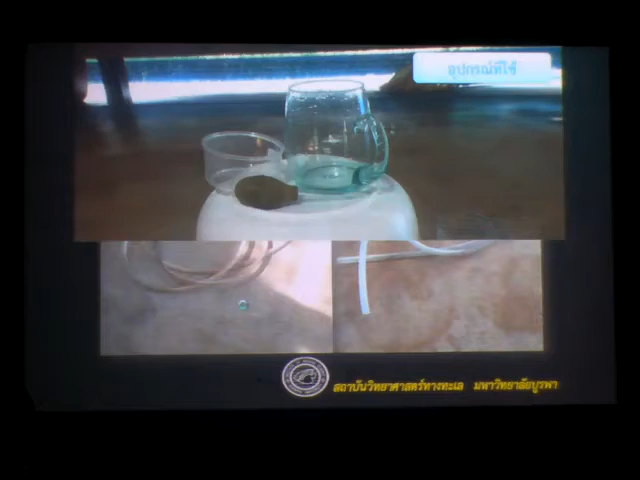 อุปกรณ์ที่ใช้
สถาบันวิทยาศาสตร์ทางทะเล มหาวิทยาลัยบูรพา